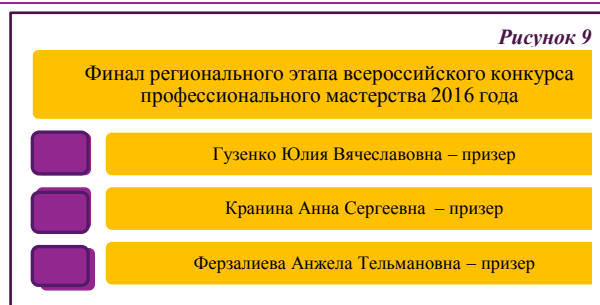 Рисунок 9
Финал регионального этапа всероссийского конкурса
профессионального мастерства 2016 года
Гузенко Юлия Вячеславовна – призер
Кранина Анна Сергеевна – призер
Ферзалиева Анжела Тельмановна – призер